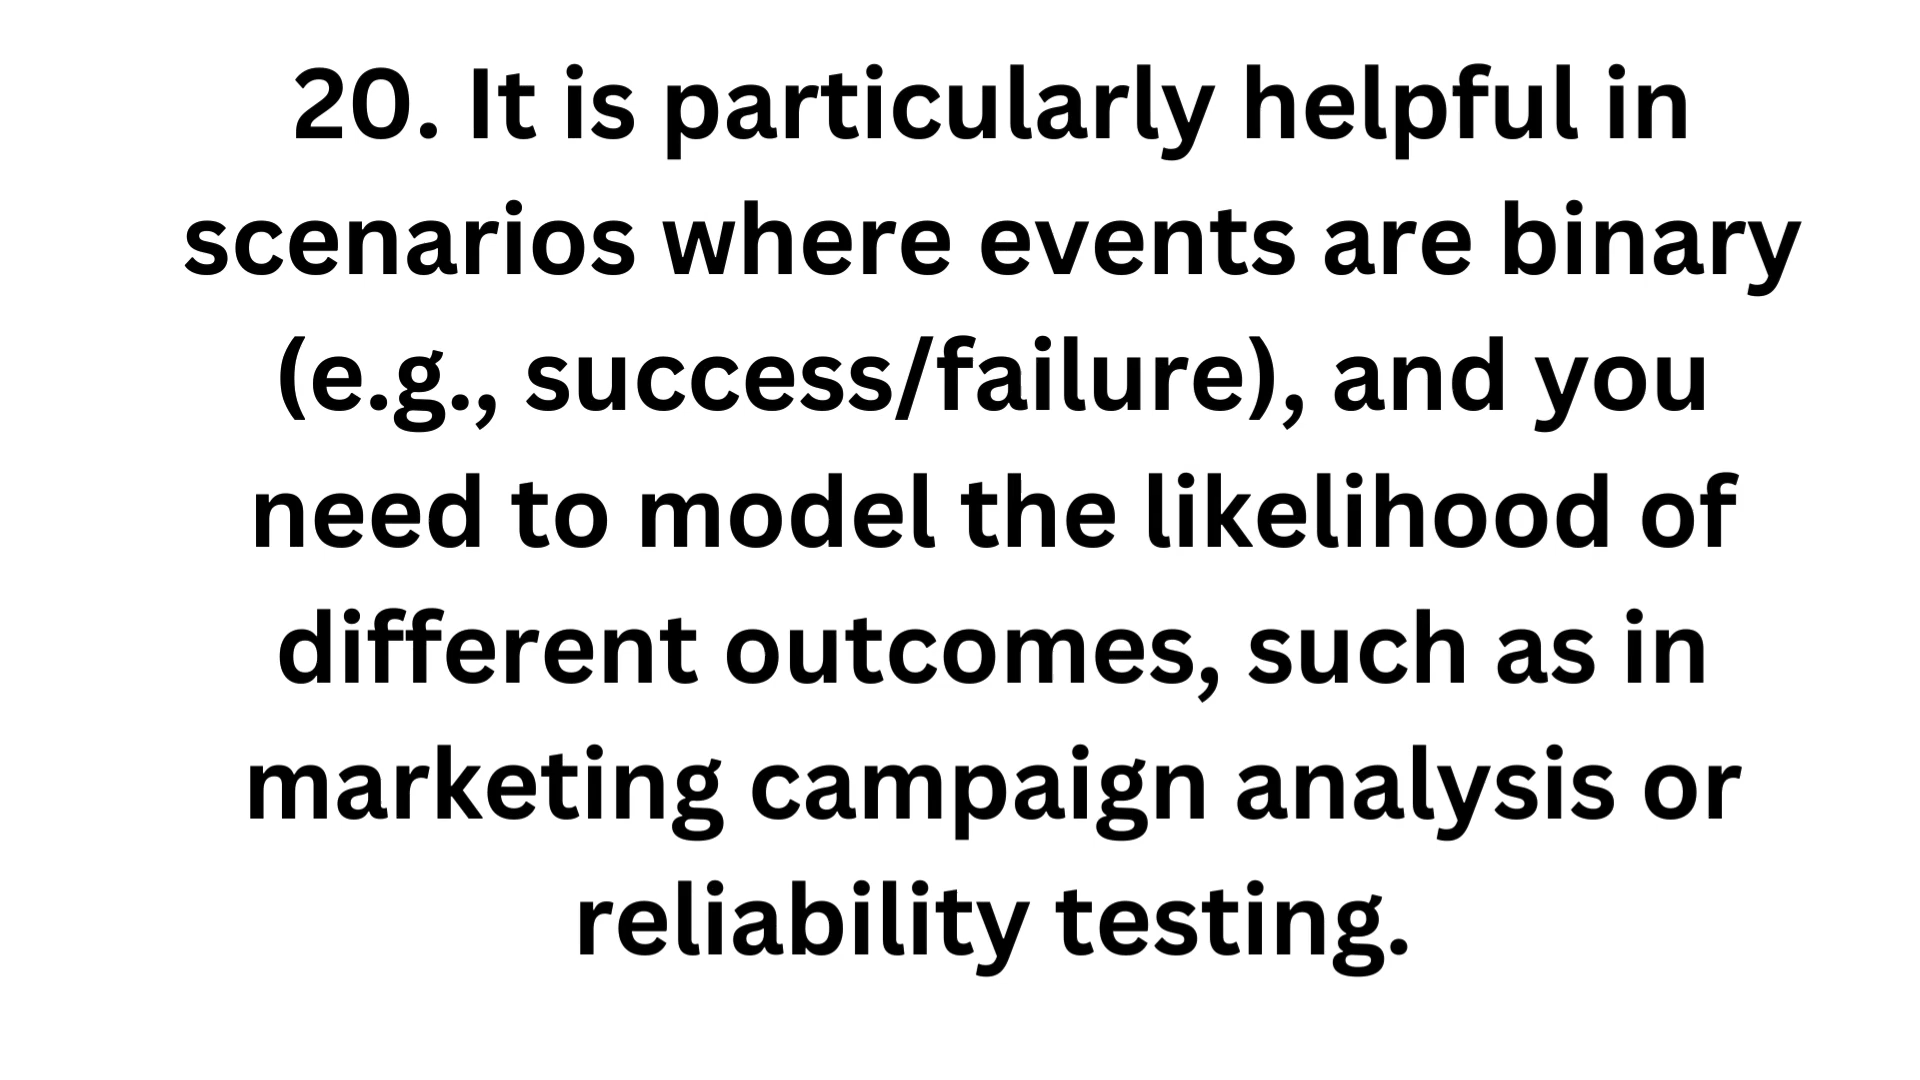 20. It is particularly helpful in
scenarios where events are binary
(e.g., success/failure), and you
need to model the likelihood of
different outcomes, such as in
marketing campaign analysis or
reliability testing.